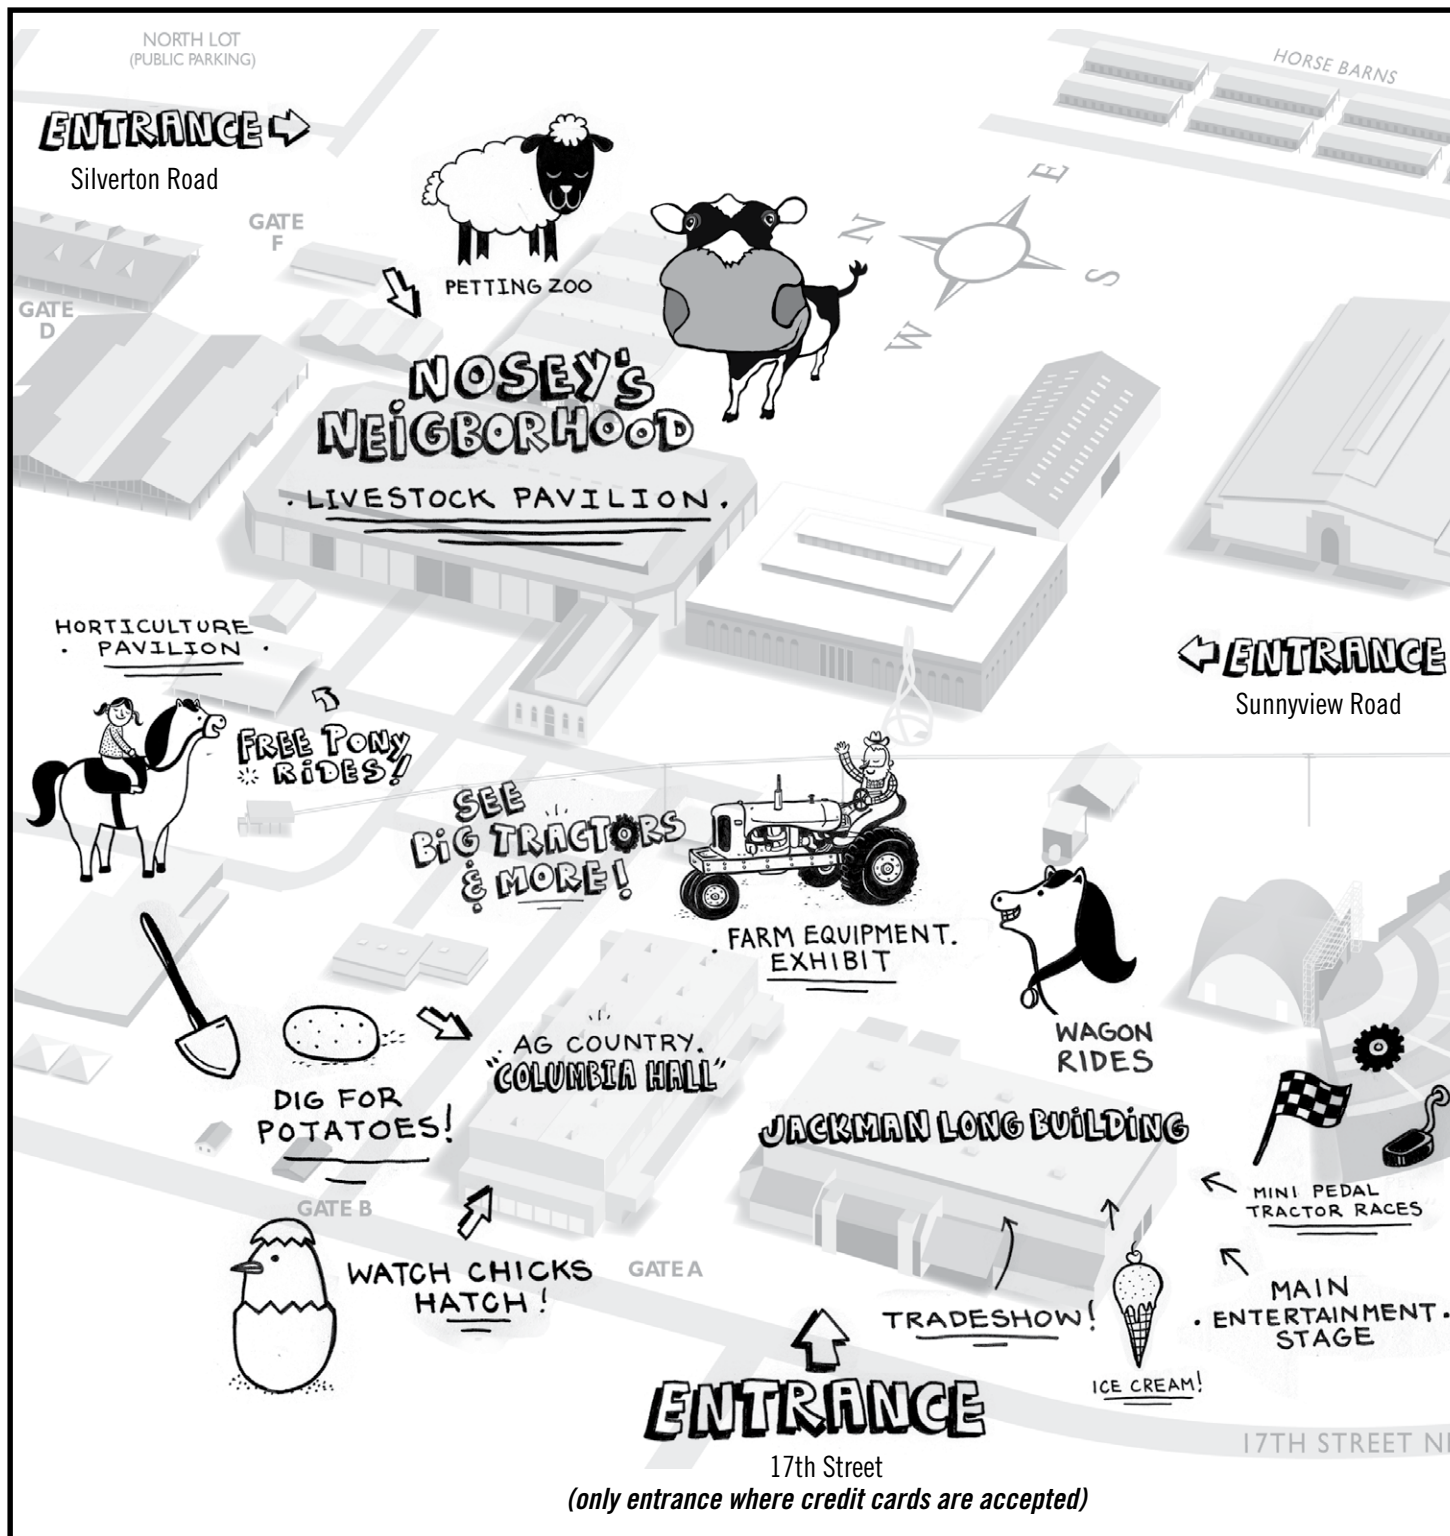 NORTH LOT
(PUBLIC PARKING)
HORSE BARNS
ENTRANCE
Silverton Road
GATE
F
GATE
D
PETTING ZOO
N
E
S
W
NOSEY'S
NEIGBORHOOD
. LIVESTOCK PAVILION .
HORTICULTURE
. PAVILION .
FREE PONY
RIDES!
ENTRANCE
Sunnyview Road
SEE
BIG TRACTORS
& MORE!
. FARM EQUIPMENT.
EXHIBIT
WAGON
RIDES
. AG COUNTRY.
"COLUMBIA HALL"
DIG FOR
POTATOES!
JACKMAN LONG BUILDING
MINI PEDAL
TRACTOR RACES
GATE B
GATE A
WATCH CHICKS
HATCH!
TRADESHOW!
ICE CREAM!
MAIN
. ENTERTAINMENT.
STAGE
ENTRANCE
17th Street
(only entrance where credit cards are accepted)
17TH STREET